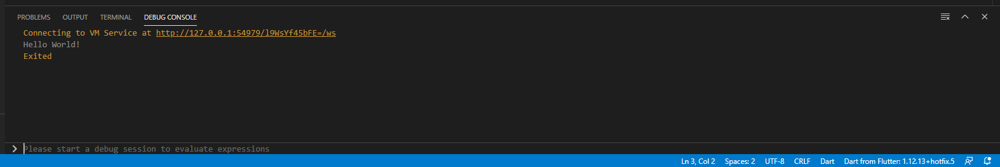 PROBLEMS OUTPUT TERMINAL DEBUG CONSOLE
Connecting to VM Service at http://127.0.0.1:54979/l9WsYf45bFE=/ws
Hello World!
Exited
Please start a debug session to evaluate expressions
Ln 3, Col 2 Spaces: 2 UTF-8 CRLF Dart Dart from Flutter: 1.12.13+hotfix.5